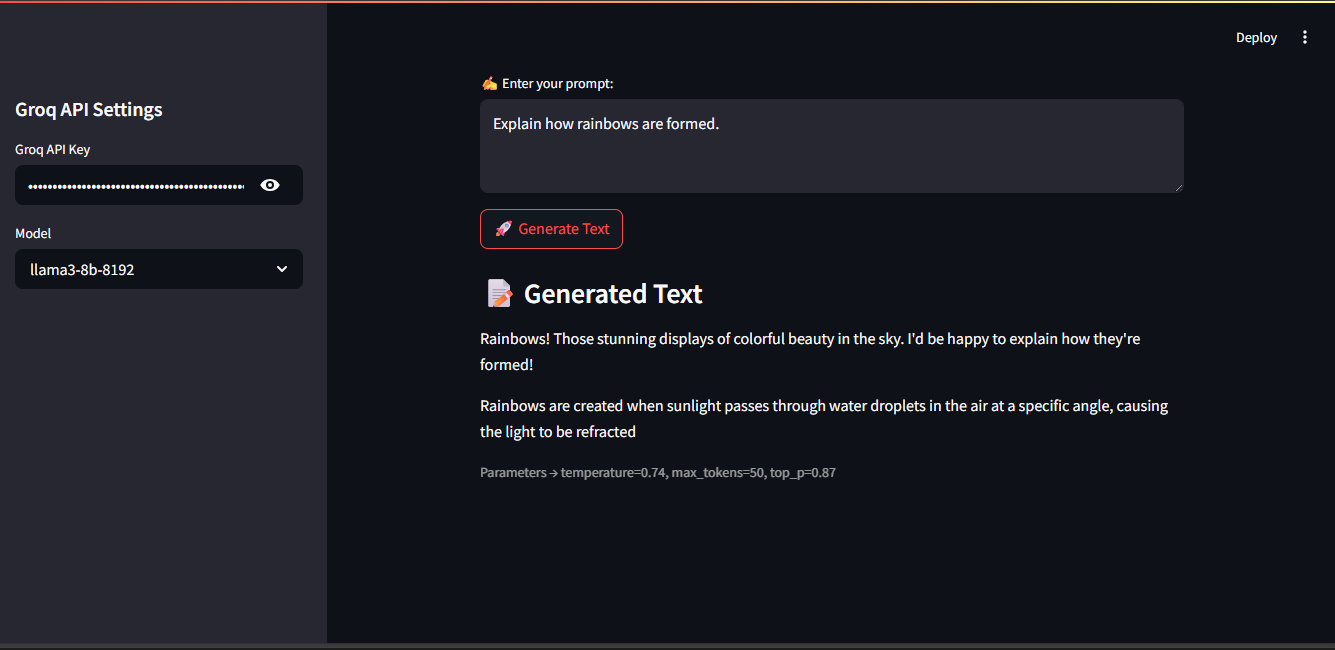 Deploy
Groq API Settings
Groq API Key
••••••••••••••••••••••••••••••••••••••••••••
Model
llama3-8b-8192
✍️ Enter your prompt:
Explain how rainbows are formed.
🚀 Generate Text
📝 Generated Text
Rainbows! Those stunning displays of colorful beauty in the sky. I'd be happy to explain how they're
formed!
Rainbows are created when sunlight passes through water droplets in the air at a specific angle, causing
the light to be refracted
Parameters → temperature=0.74, max_tokens=50, top_p=0.87